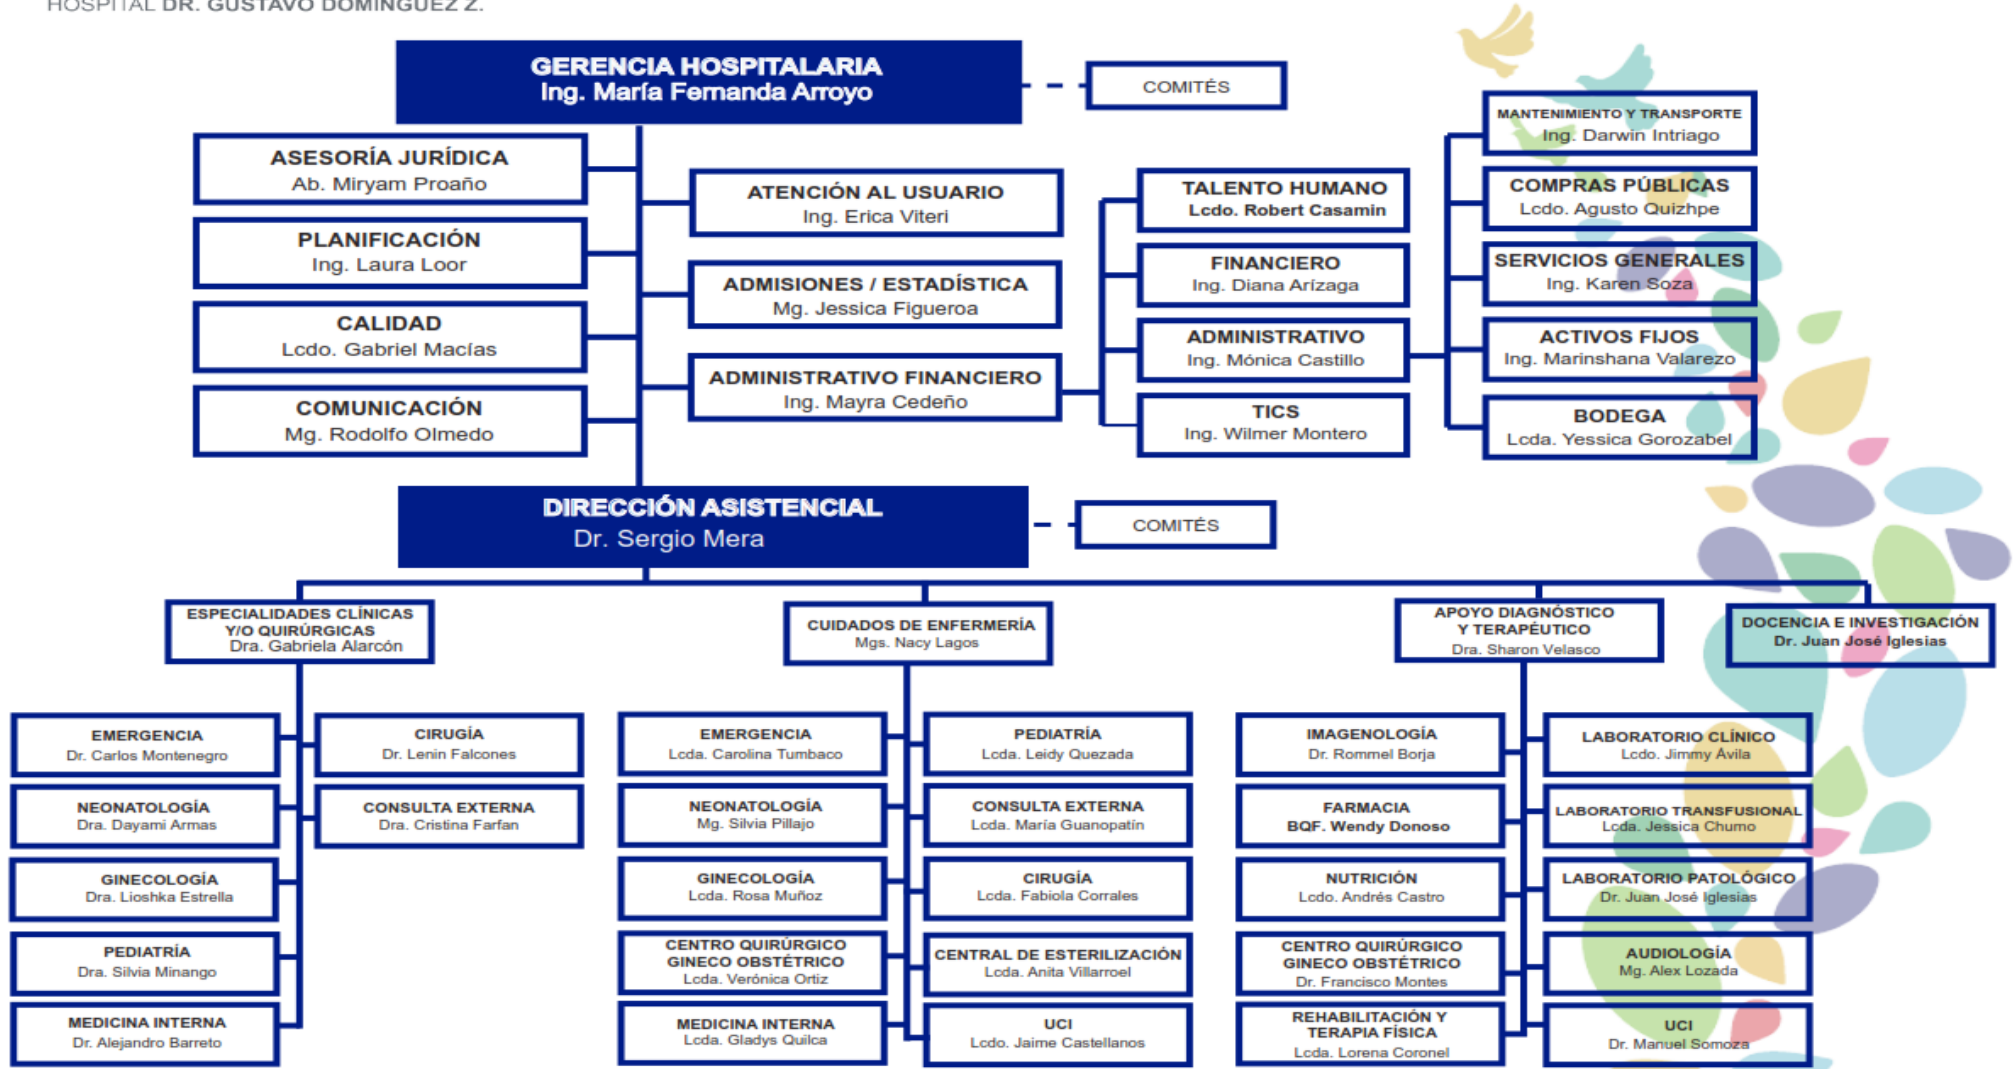 HOSPITAL DR. GUSTAVO DOMÍNGUEZ Z.
GERENCIA HOSPITALARIA
Ing. María Fernanda Arroyo
COMITÉS
ASESORÍA JURÍDICA
Ab. Miryam Proaño
PLANIFICACIÓN
Ing. Laura Loor
CALIDAD
Lcdo. Gabriel Macías
COMUNICACIÓN
Mg. Rodolfo Olmedo
ATENCIÓN AL USUARIO
Ing. Erica Viteri
ADMISIONES / ESTADÍSTICA
Mg. Jessica Figueroa
ADMINISTRATIVO FINANCIERO
Ing. Mayra Cedeño
TALENTO HUMANO
Lcdo. Robert Casamin
FINANCIERO
Ing. Diana Arízaga
ADMINISTRATIVO
Ing. Mónica Castillo
TICS
Ing. Wilmer Montero
MANTENIMIENTO Y TRANSPORTE
Ing. Darwin Intriago
COMPRAS PÚBLICAS
Lcdo. Agusto Quizhpe
SERVICIOS GENERALES
Ing. Karen Soza
ACTIVOS FIJOS
Ing. Marinshana Valarezo
BODEGA
Lcda. Yessica Gorozabel
DIRECCIÓN ASISTENCIAL
Dr. Sergio Mera
COMITÉS
ESPECIALIDADES CLÍNICAS
Y/O QUIRÚRGICAS
Dra. Gabriela Alarcón
EMERGENCIA
Dr. Carlos Montenegro
NEONATOLOGÍA
Dra. Dayami Armas
GINECOLOGÍA
Dra. Lioshka Estrella
PEDIATRÍA
Dra. Silvia Minango
MEDICINA INTERNA
Dr. Alejandro Barreto
CIRUGÍA
Dr. Lenin Falcones
CONSULTA EXTERNA
Dra. Cristina Farfan
CUIDADOS DE ENFERMERÍA
Mgs. Nacy Lagos
EMERGENCIA
Lcda. Carolina Tumbaco
NEONATOLOGÍA
Mg. Silvia Pillajo
GINECOLOGÍA
Lcda. Rosa Muñoz
CENTRO QUIRÚRGICO
GINECO OBSTÉTRICO
Lcda. Verónica Ortiz
MEDICINA INTERNA
Lcda. Gladys Quilca
PEDIATRÍA
Lcda. Leidy Quezada
CONSULTA EXTERNA
Lcda. María Guanopatín
CIRUGÍA
Lcda. Fabiola Corrales
CENTRAL DE ESTERILIZACIÓN
Lcda. Anita Villarroel
UCI
Lcdo. Jaime Castellanos
APOYO DIAGNÓSTICO
Y TERAPÉUTICO
Dra. Sharon Velasco
IMAGENOLOGÍA
Dr. Rommel Borja
FARMACIA
BQF. Wendy Donoso
NUTRICIÓN
Lcdo. Andrés Castro
CENTRO QUIRÚRGICO
GINECO OBSTÉTRICO
Dr. Francisco Montes
REHABILITACIÓN Y
TERAPIA FÍSICA
Lcda. Lorena Coronel
LABORATORIO CLÍNICO
Lcdo. Jimmy Ávila
LABORATORIO TRANSFUSIONAL
Lcda. Jessica Chumo
LABORATORIO PATOLÓGICO
Dr. Juan José Iglesias
AUDIOLOGÍA
Mg. Alex Lozada
UCI
Dr. Manuel Somoza
DOCENCIA E INVESTIGACIÓN
Dr. Juan José Iglesias